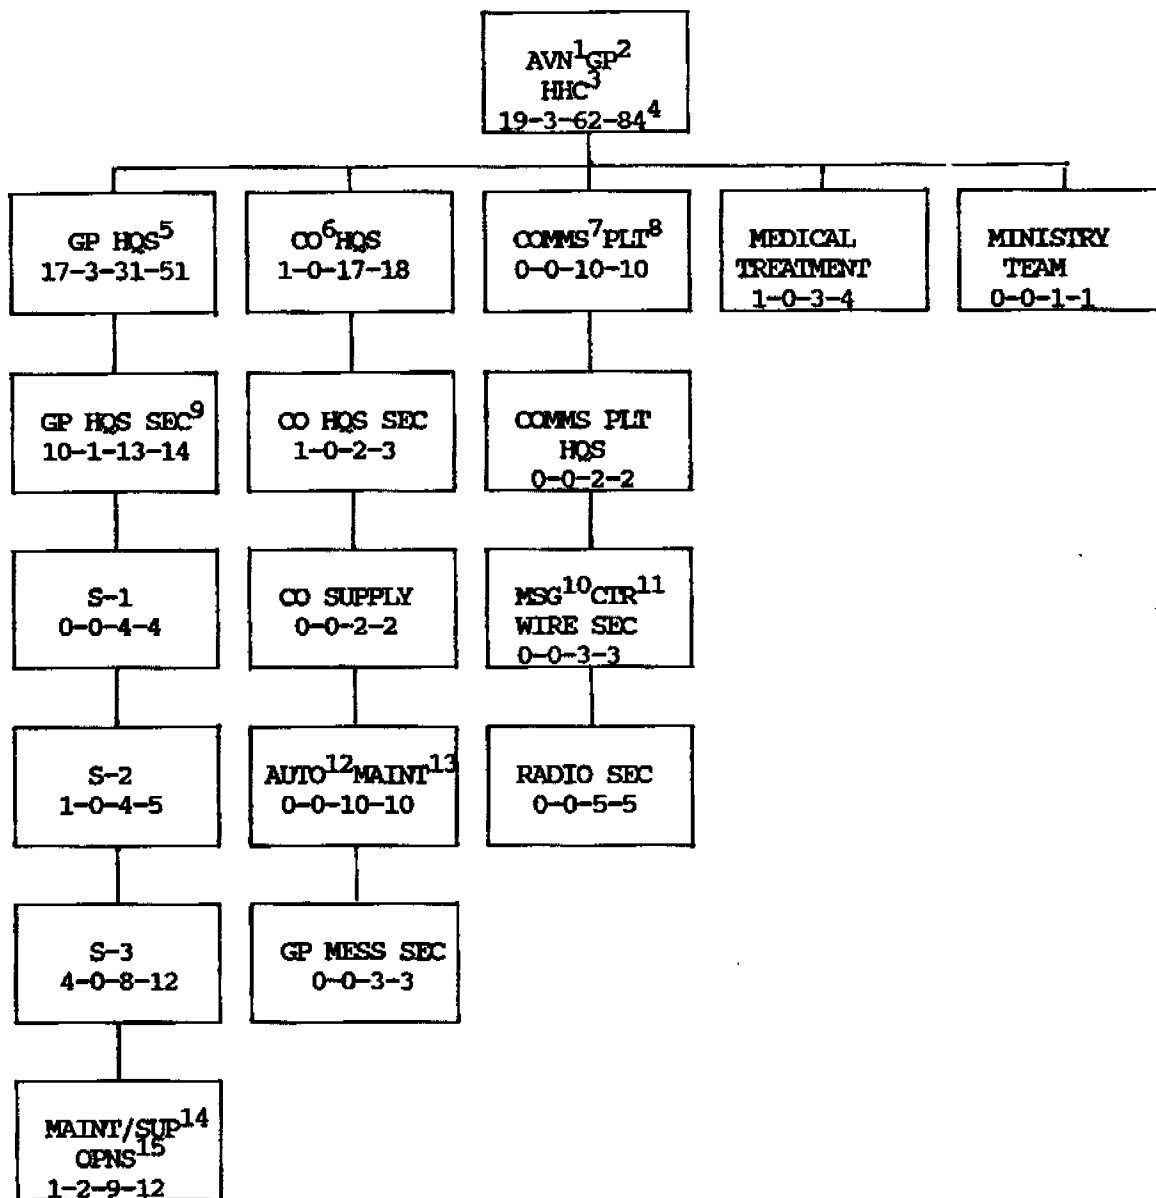 AVN¹GP²
HHC³
19-3-62-84⁴
GP HQS⁵
17-3-31-51
CO⁶HQS
1-0-17-18
COMMS⁷PLT⁸
0-0-10-10
MEDICAL
TREATMENT
1-0-3-4
MINISTRY
TEAM
0-0-1-1
GP HQS SEC⁹
10-1-13-14
CO HQS SEC
1-0-2-3
COMMS PLT
HQS
0-0-2-2
S-1
0-0-4-4
CO SUPPLY
0-0-2-2
MSG¹⁰CTR¹¹
WIRE SEC
0-0-3-3
S-2
1-0-4-5
AUTO¹²MAINT¹³
0-0-10-10
RADIO SEC
0-0-5-5
S-3
4-0-8-12
GP MESS SEC
0-0-3-3
MAINT/SUP¹⁴
OPNS¹⁵
1-2-9-12